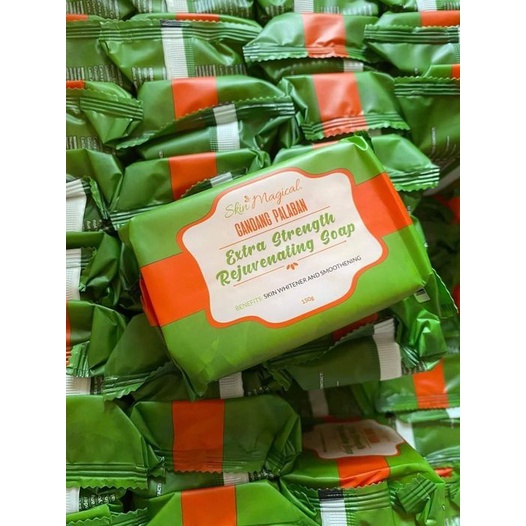 Skin Magical
GANDANG PALABAN
Extra Strength
Rejuvenating Soap
BENEFITS: SKIN WHITENER AND SMOOTHENING
150g